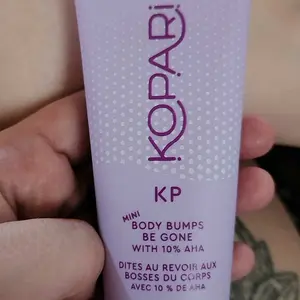 KOPARI
KP
MINI
BODY BUMPS
BE GONE
WITH 10% AHA
DITES AU REVOIR AUX
BOSSES DU CORPS
AVEC 10 % DE AHA